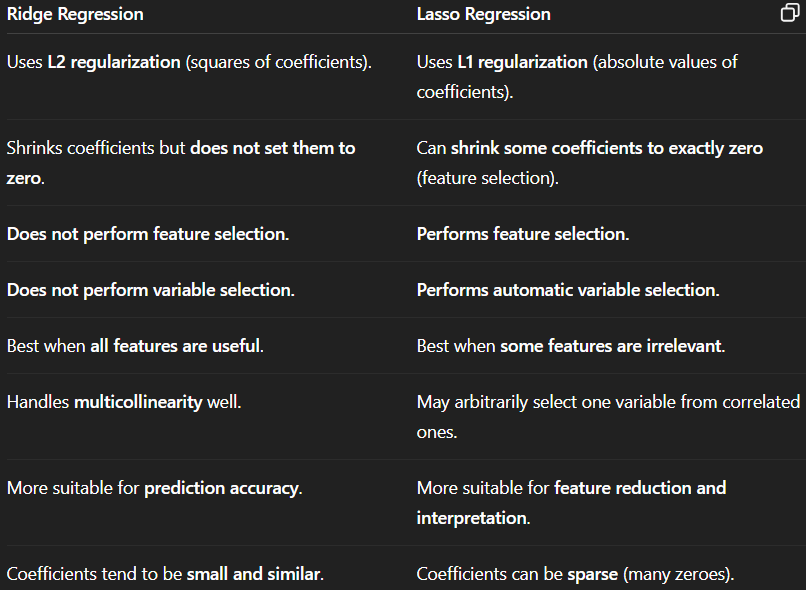 Ridge Regression
Lasso Regression
Uses L2 regularization (squares of coefficients).
Uses L1 regularization (absolute values of
coefficients).
Shrinks coefficients but does not set them to
zero.
Can shrink some coefficients to exactly zero
(feature selection).
Does not perform feature selection.
Performs feature selection.
Does not perform variable selection.
Performs automatic variable selection.
Best when all features are useful.
Best when some features are irrelevant.
Handles multicollinearity well.
May arbitrarily select one variable from correlated
ones.
More suitable for prediction accuracy.
More suitable for feature reduction and
interpretation.
Coefficients tend to be small and similar.
Coefficients can be sparse (many zeroes).